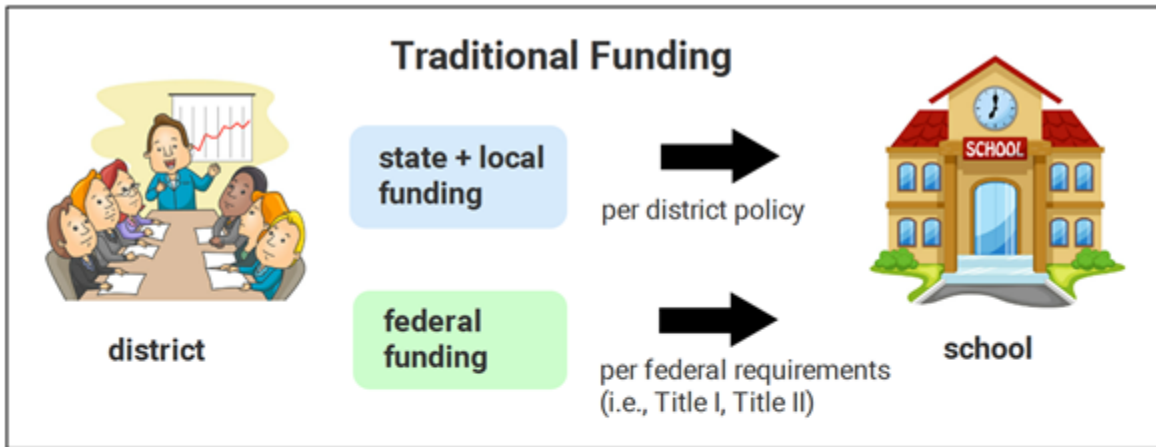 Traditional Funding
state + local
funding
per district policy
SCHOOL
district
federal
funding
per federal requirements
(i.e., Title I, Title II)
school